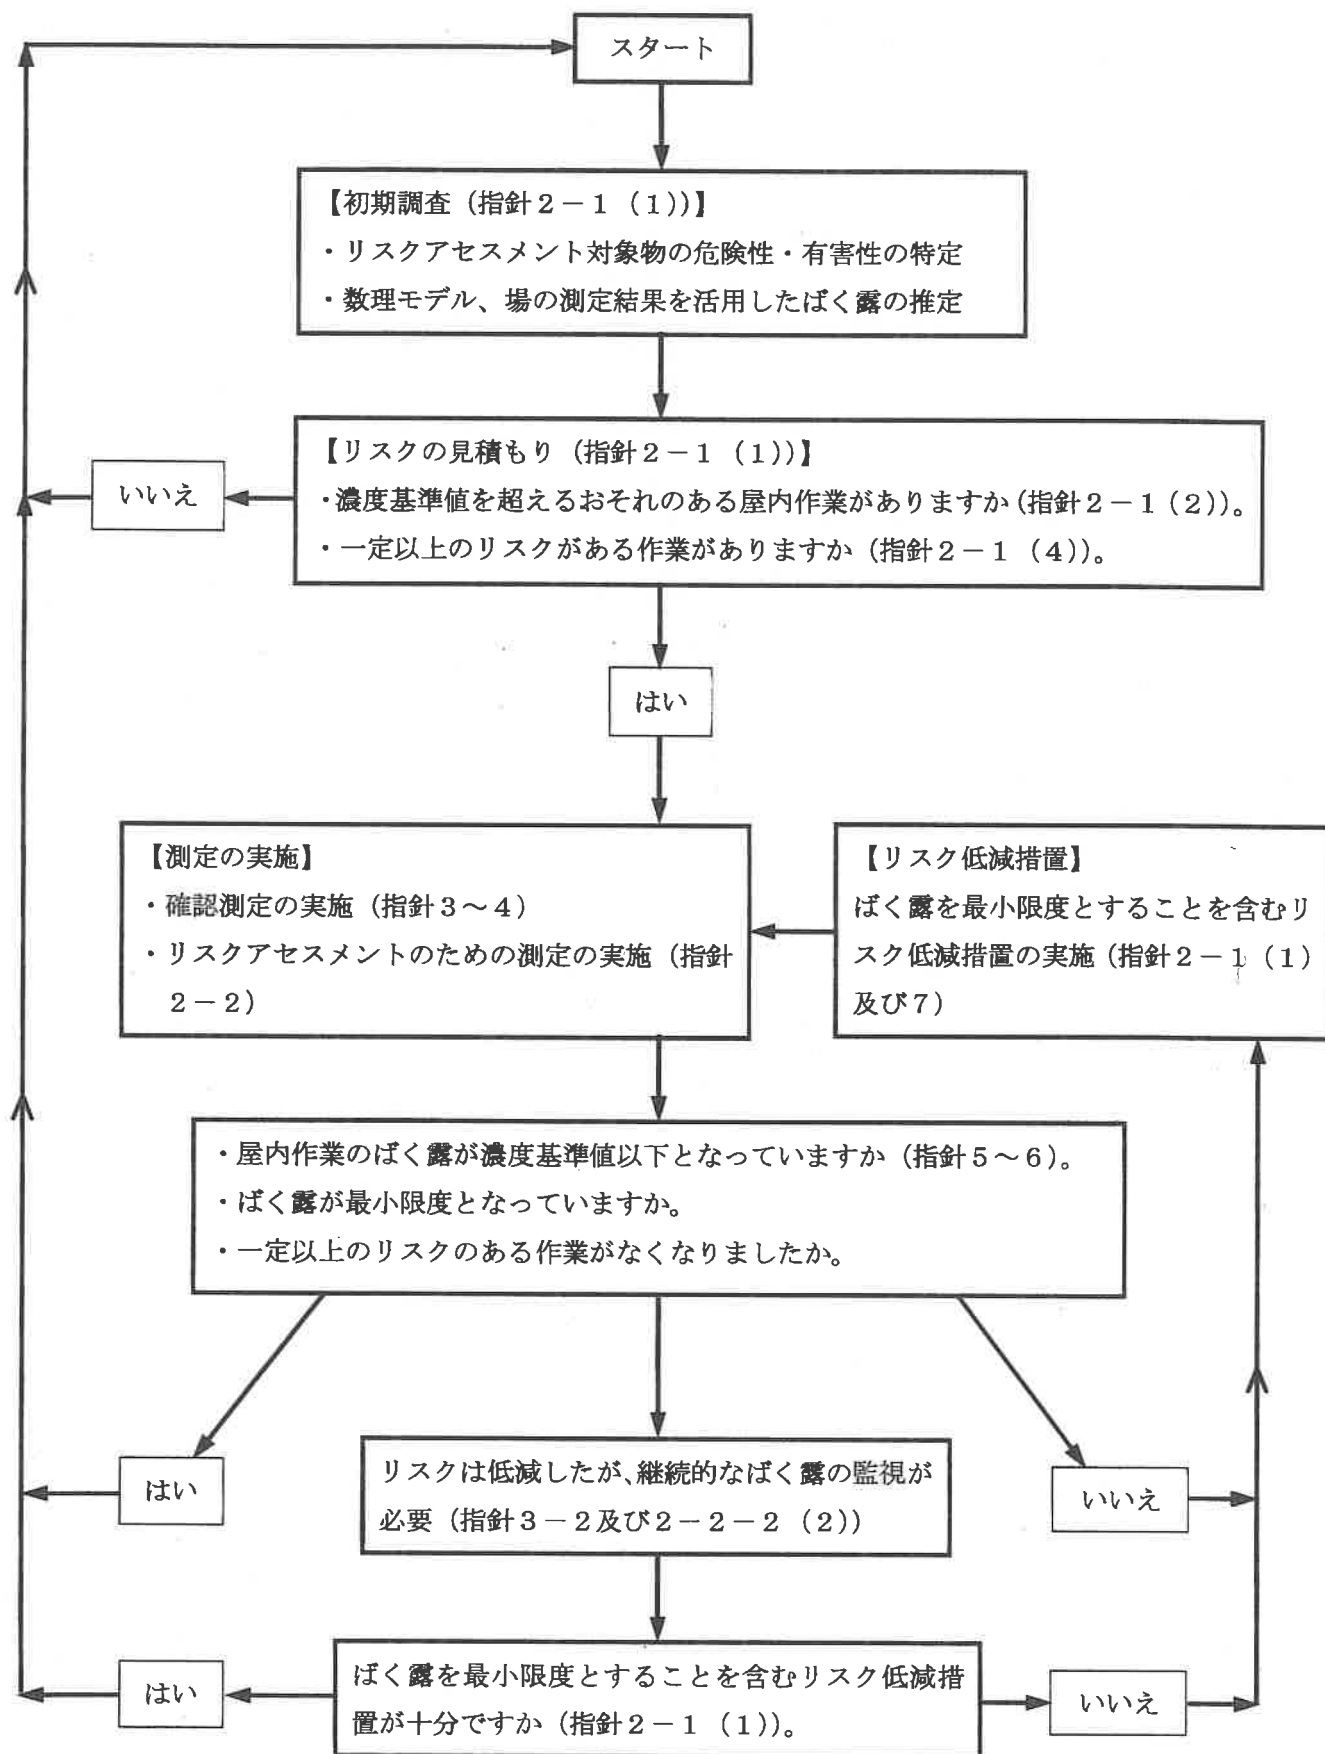 スタート
【初期調査（指針２－１（１））】
・リスクアセスメント対象物の危険性・有害性の特定
・数理モデル、場の測定結果を活用したばく露の推定
【リスクの見積もり（指針２－１（１））】
・濃度基準値を超えるおそれのある屋内作業がありますか（指針２－１（２））。
・一定以上のリスクがある作業がありますか（指針２－１（４））。
いいえ
はい
【測定の実施】
・確認測定の実施（指針３～４）
・リスクアセスメントのための測定の実施（指針
２－２）
【リスク低減措置】
ばく露を最小限度とすることを含むリ
スク低減措置の実施（指針２－１（１）
及び７）
・屋内作業のばく露が濃度基準値以下となっていますか（指針５～６）。
・ばく露が最小限度となっていますか。
・一定以上のリスクのある作業がなくなりましたか。
はい
リスクは低減したが、継続的なばく露の監視が
必要（指針３－２及び２－２－２（２））
いいえ
はい
ばく露を最小限度とすることを含むリスク低減措
置が十分ですか（指針２－１（１））。
いいえ